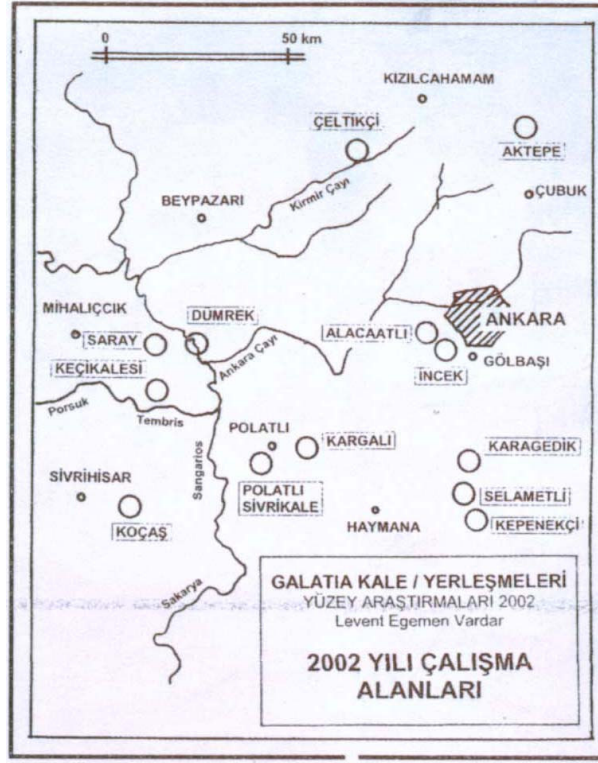 0 50 km
KIZILCAHAMAM
ÇELTİKÇİ
AKTEPE
Kirmir Çayı
ÇUBUK
BEYPAZARI
MİHALIÇCIK
DÜMREK
SARAY
ALACAATLI
ANKARA
Ankara Çayı
İNCEK
GÖLBAŞI
KEÇİKALESİ
Porsuk
Tembris
Sangarios
POLATLI
KARGALI
KARAGEDİK
SİVRİHİSAR
POLATLI
SİVRİKALE
SELAMETLİ
KOÇAŞ
HAYMANA
KEPENEKÇİ
Sakarya
GALATIA KALE / YERLEŞMELERİ
YÜZEY ARAŞTIRMALARI 2002
Levent Egemen Vardar
2002 YILI ÇALIŞMA
ALANLARI